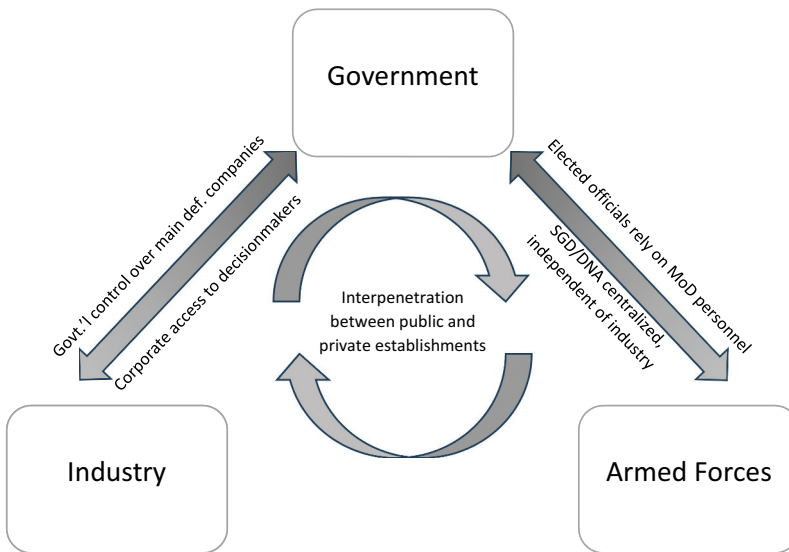 Government
Govt.'l control over main def. companies
Corporate access to decisionmakers
Elected officials rely on MoD personnel
SGD/DNA centralized,
independent of industry
Interpenetration
between public and
private establishments
Industry
Armed Forces